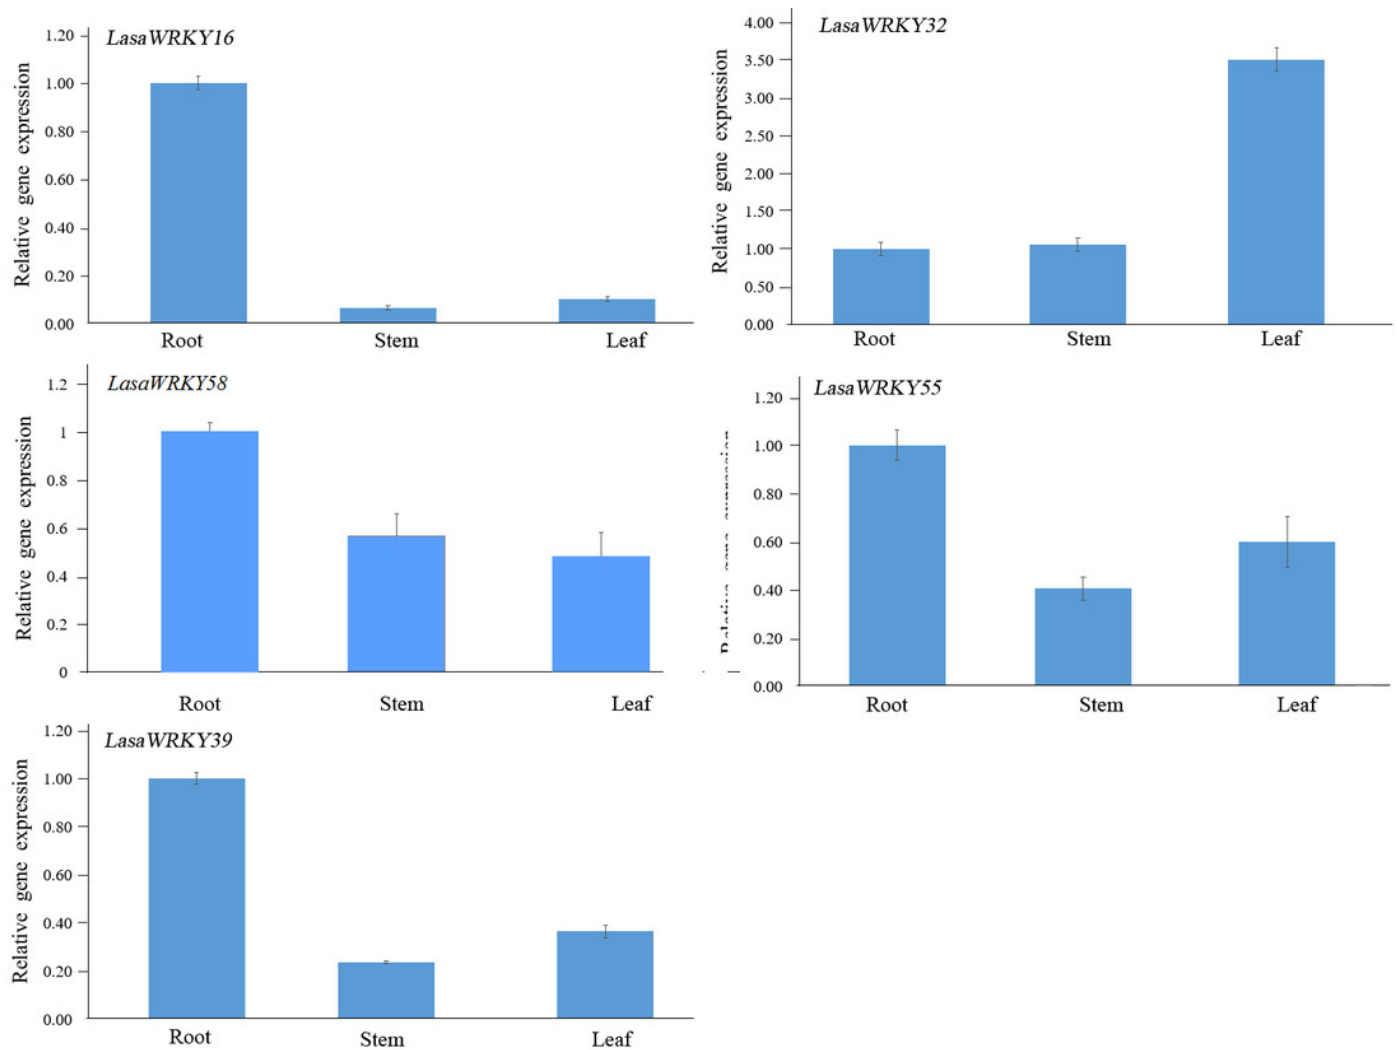 LasaWRKY16
Relative gene expression
1.20
1.00
0.80
0.60
0.40
0.20
0.00
Root Stem Leaf
LasaWRKY32
Relative gene expression
4.00
3.50
3.00
2.50
2.00
1.50
1.00
0.50
0.00
Root Stem Leaf
LasaWRKY58
Relative gene expression
1.2
1
0.8
0.6
0.4
0.2
0
Root Stem Leaf
LasaWRKY55
Relative gene expression
1.20
1.00
0.80
0.60
0.40
0.20
0.00
Root Stem Leaf
LasaWRKY39
Relative gene expression
1.20
1.00
0.80
0.60
0.40
0.20
0.00
Root Stem Leaf